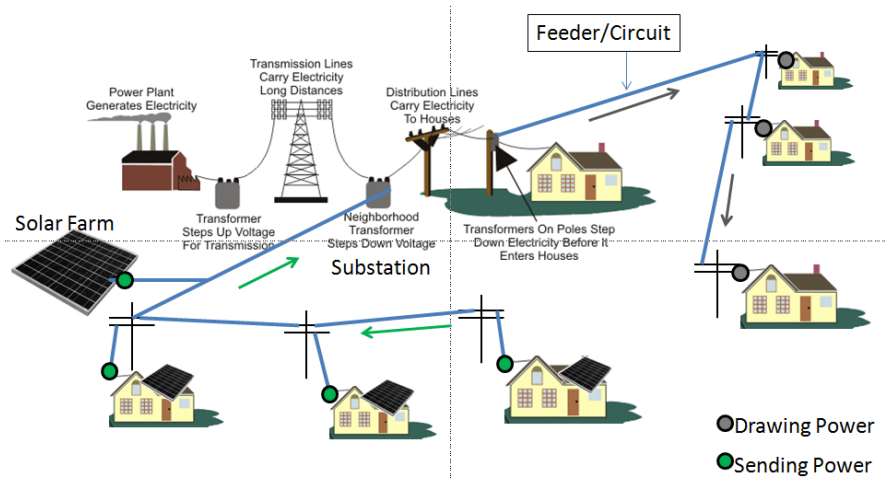 Feeder/Circuit
Transmission Lines
Carry Electricity
Long Distances
Power Plant
Generates Electricity
Distribution Lines
Carry Electricity
To Houses
Transformer
Steps Up Voltage
For Transmission
Neighborhood
Transformer
Steps Down Voltage
Transformers On Poles Step
Down Electricity Before It
Enters Houses
Solar Farm
Substation
Drawing Power
Sending Power